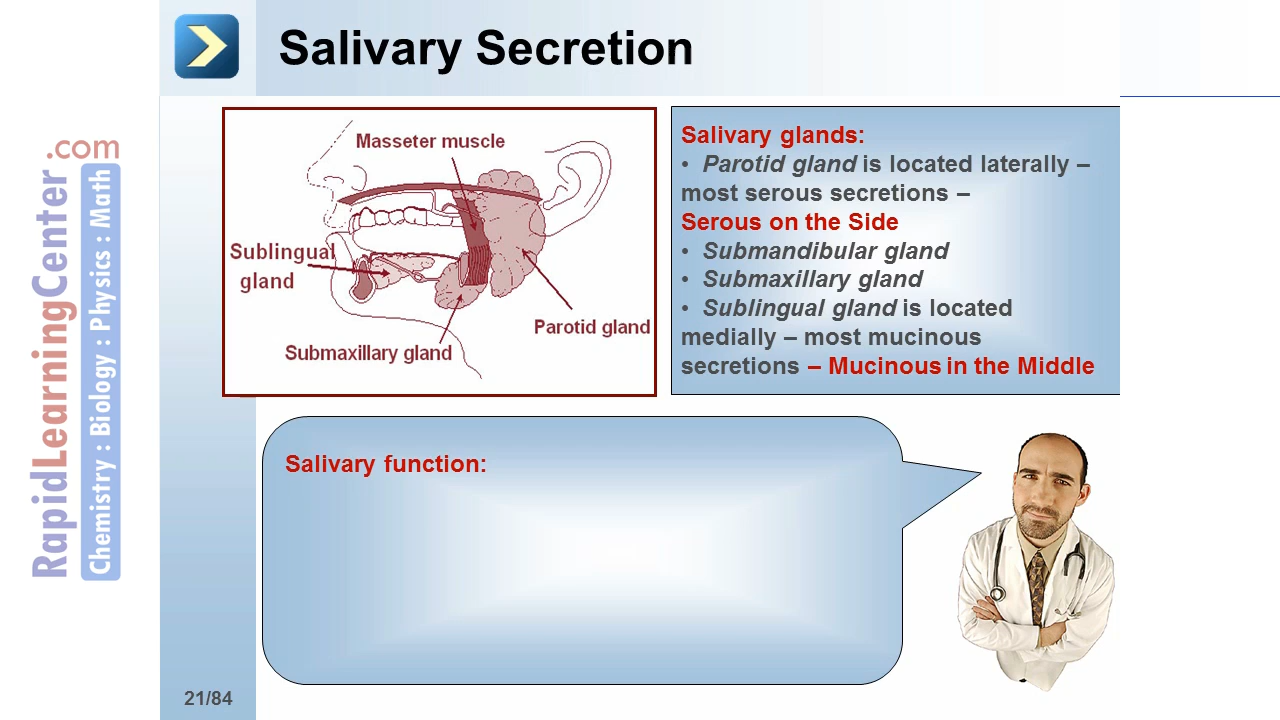 Salivary Secretion
RapidLearningCenter.com
Chemistry : Biology : Physics : Math
Masseter muscle
Sublingual
gland
Parotid gland
Submaxillary gland
Salivary glands:
• Parotid gland is located laterally –
most serous secretions –
Serous on the Side
• Submandibular gland
• Submaxillary gland
• Sublingual gland is located
medially – most mucinous
secretions – Mucinous in the Middle
Salivary function:
21/84